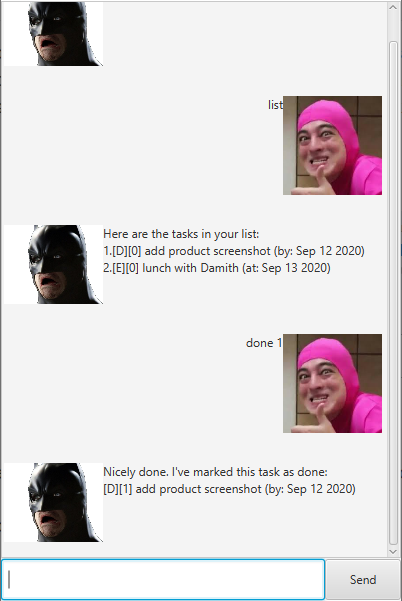 list
Here are the tasks in your list:
1.[D][0] add product screenshot (by: Sep 12 2020)
2.[E][0] lunch with Damith (at: Sep 13 2020)
done 1
Nicely done. I've marked this task as done:
[D][1] add product screenshot (by: Sep 12 2020)
Send